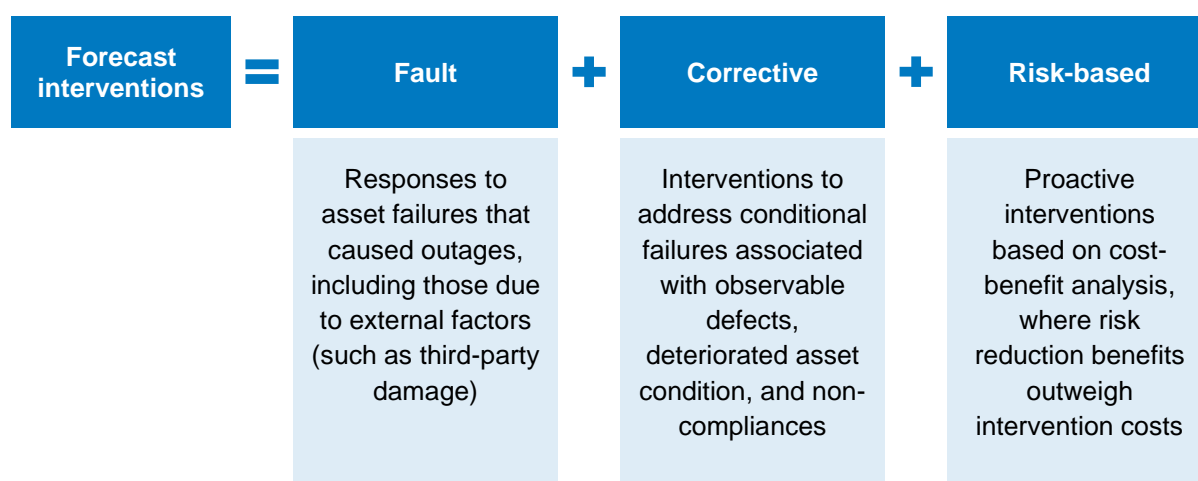 Forecast
interventions
=
Fault
+
Corrective
+
Risk-based
Responses to
asset failures that
caused outages,
including those due
to external factors
(such as third-party
damage)
Interventions to
address conditional
failures associated
with observable
defects,
deteriorated asset
condition, and non-
compliances
Proactive
interventions
based on cost-
benefit analysis,
where risk
reduction benefits
outweigh
intervention costs